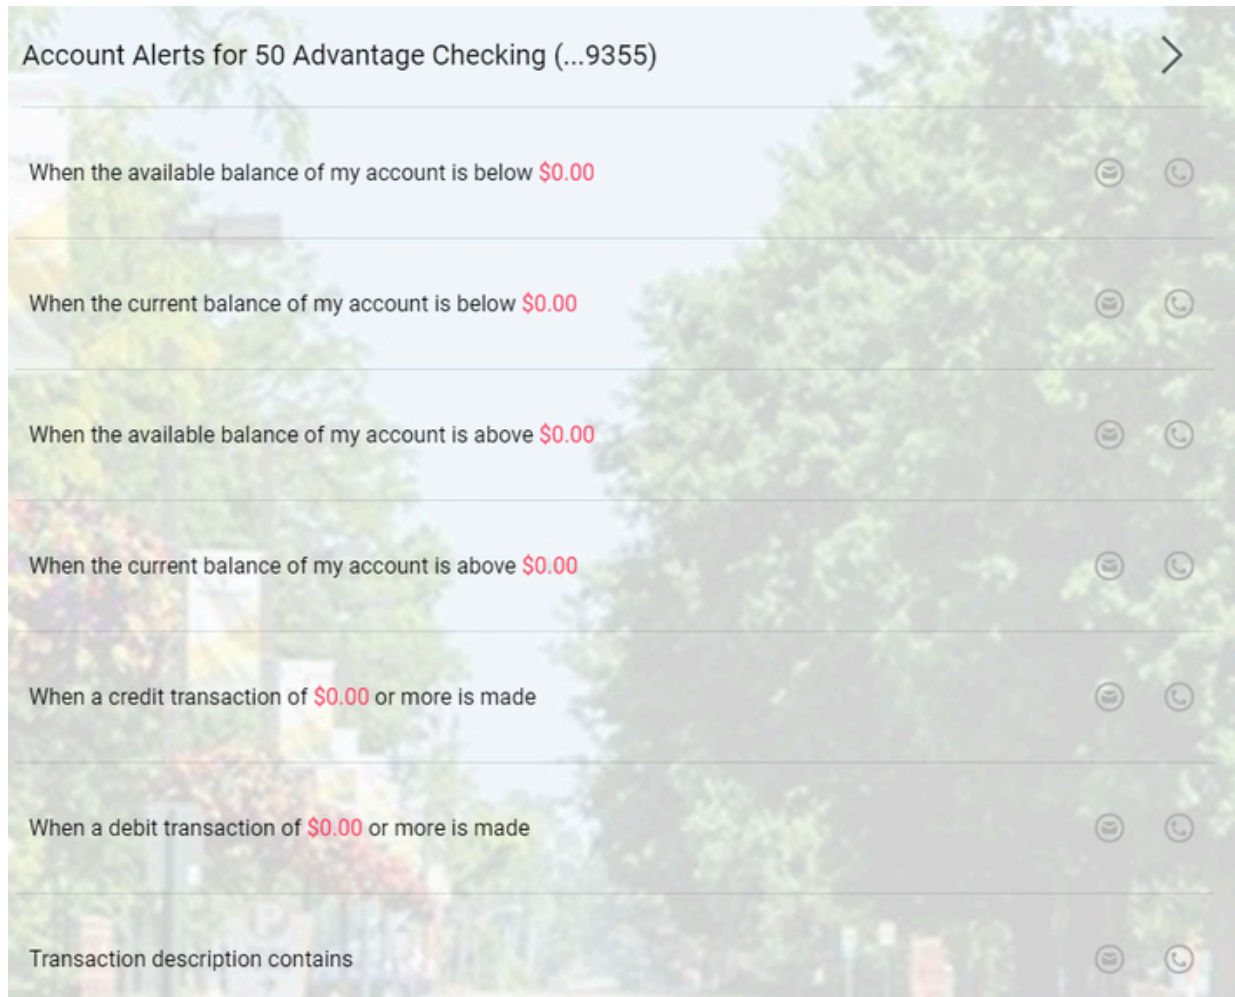 Account Alerts for 50 Advantage Checking (...9355)
When the available balance of my account is below $0.00
When the current balance of my account is below $0.00
When the available balance of my account is above $0.00
When the current balance of my account is above $0.00
When a credit transaction of $0.00 or more is made
When a debit transaction of $0.00 or more is made
Transaction description contains